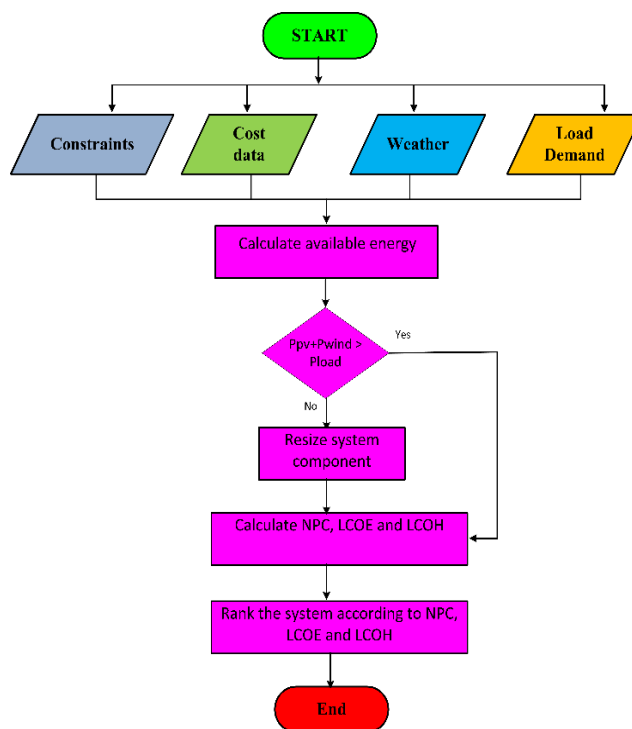 START
Constraints
Cost
data
Weather
Load
Demand
Calculate available energy
Ppv+Pwind >
Pload
Yes
No
Resize system
component
Calculate NPC, LCOE and LCOH
Rank the system according to NPC,
LCOE and LCOH
End